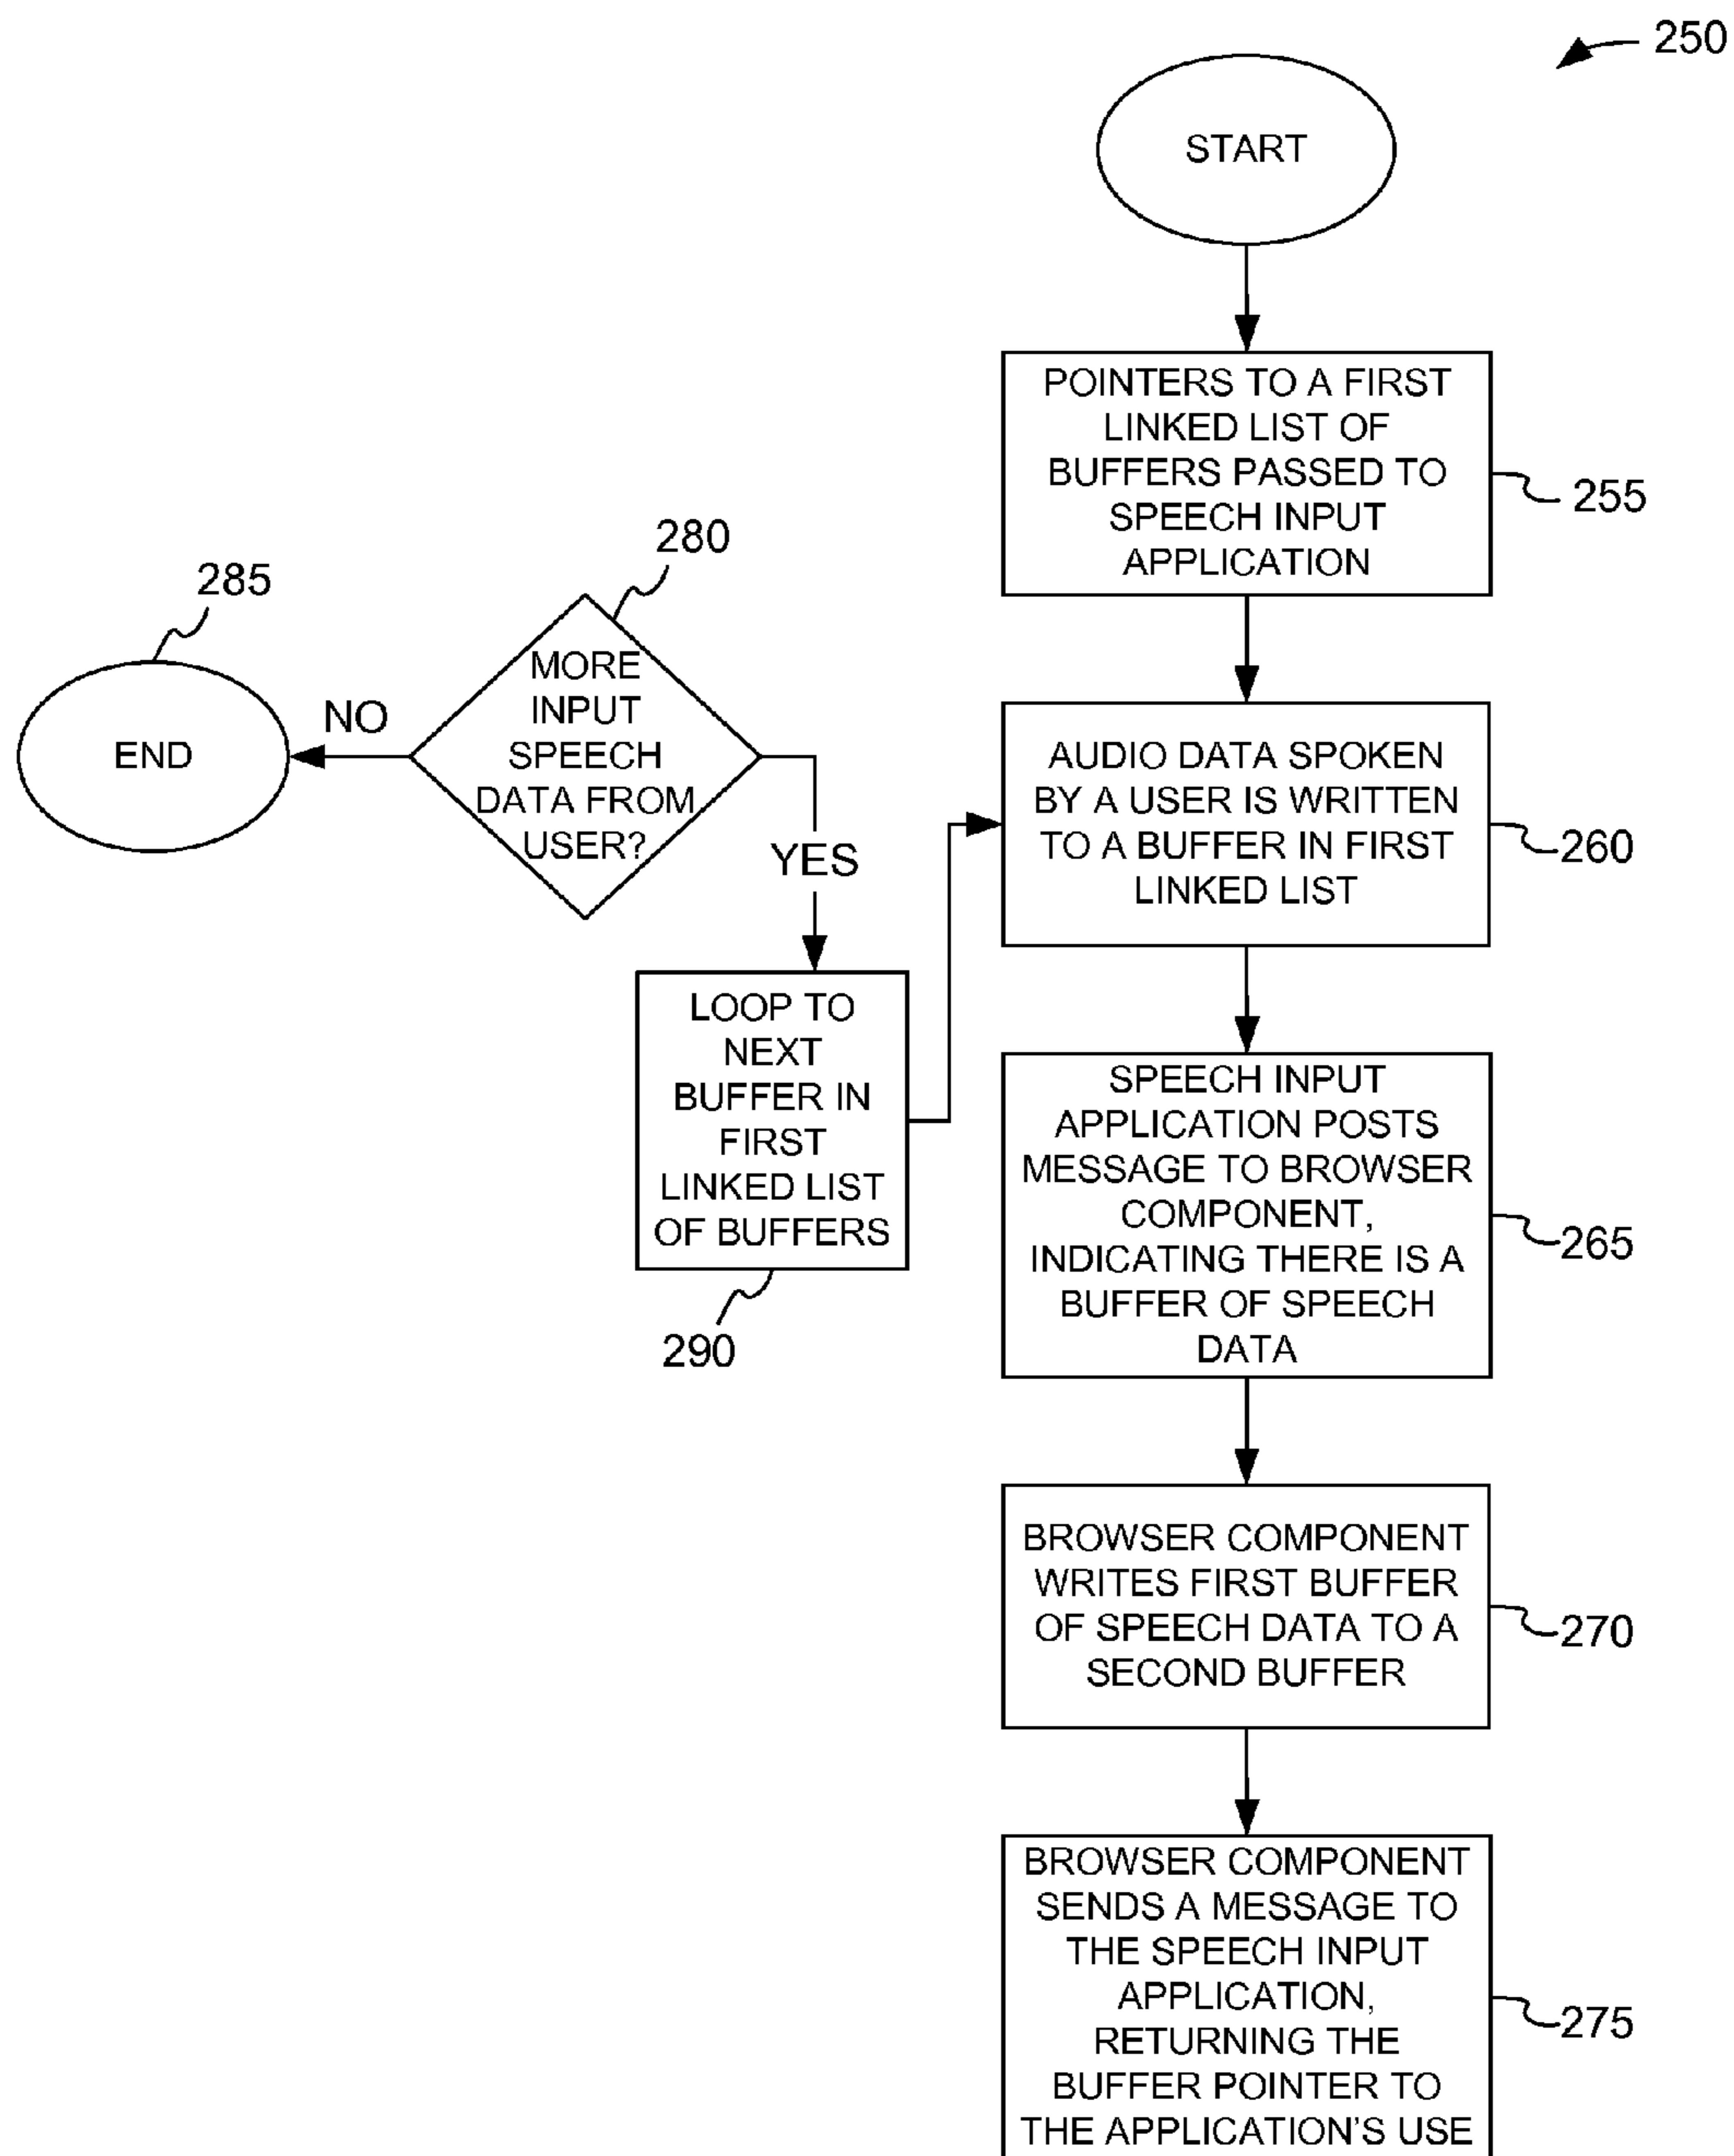 250
START
POINTERS TO A FIRST
LINKED LIST OF
BUFFERS PASSED TO
SPEECH INPUT
APPLICATION
255
280
285
MORE
INPUT
SPEECH
DATA FROM
USER?
NO
END
YES
AUDIO DATA SPOKEN
BY A USER IS WRITTEN
TO A BUFFER IN FIRST
LINKED LIST
260
LOOP TO
NEXT
BUFFER IN
FIRST
LINKED LIST
OF BUFFERS
290
SPEECH INPUT
APPLICATION POSTS
MESSAGE TO BROWSER
COMPONENT,
INDICATING THERE IS A
BUFFER OF SPEECH
DATA
265
BROWSER COMPONENT
WRITES FIRST BUFFER
OF SPEECH DATA TO A
SECOND BUFFER
270
BROWSER COMPONENT
SENDS A MESSAGE TO
THE SPEECH INPUT
APPLICATION,
RETURNING THE
BUFFER POINTER TO
THE APPLICATION'S USE
275